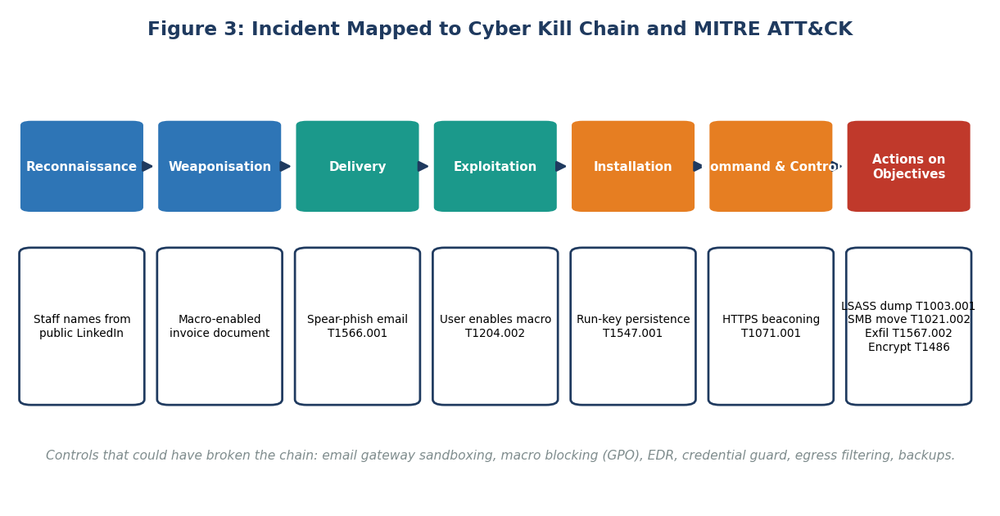 Figure 3: Incident Mapped to Cyber Kill Chain and MITRE ATT&CK
Reconnaissance
Weaponisation
Delivery
Exploitation
Installation
ommand & Contro
Actions on
Objectives
Staff names from
public LinkedIn
Macro-enabled
invoice document
Spear-phish email
T1566.001
User enables macro
T1204.002
Run-key persistence
T1547.001
HTTPS beaconing
T1071.001
LSASS dump T1003.001
SMB move T1021.002
Exfil T1567.002
Encrypt T1486
Controls that could have broken the chain: email gateway sandboxing, macro blocking (GPO), EDR, credential guard, egress filtering, backups.